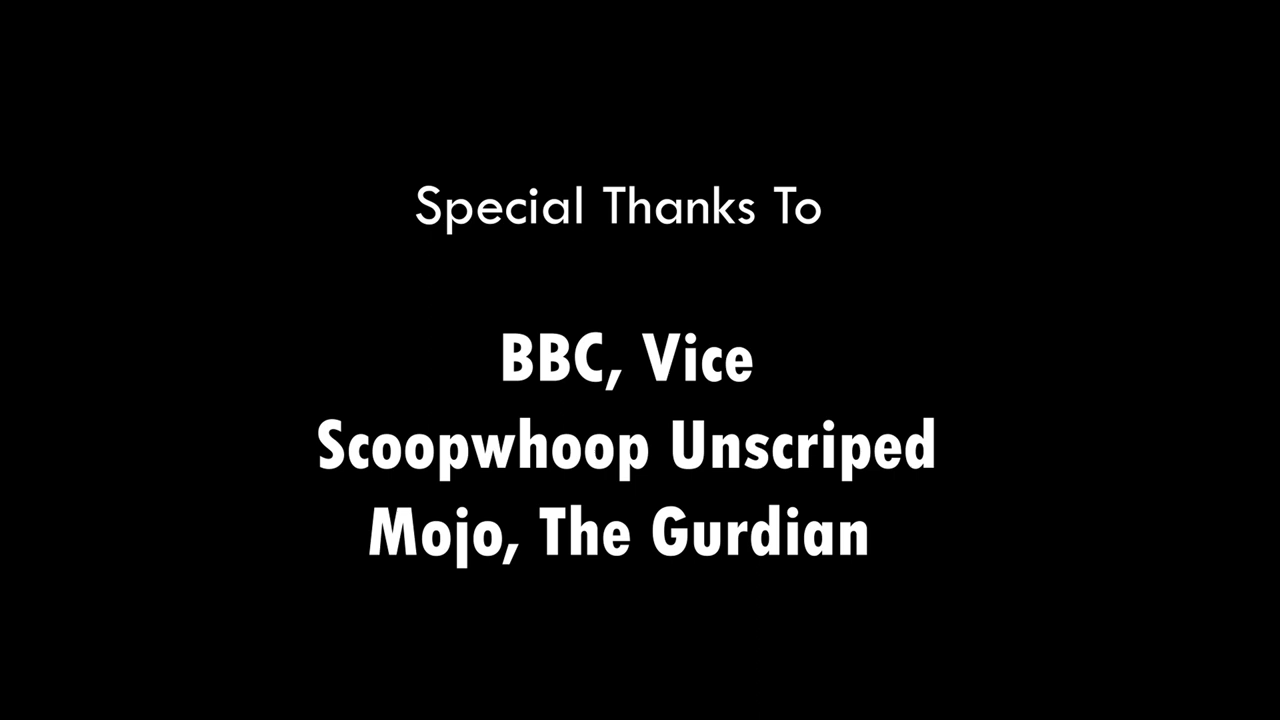 Special Thanks To
BBC, Vice
Scoopwhoop Unscriped
Mojo, The Gurdian